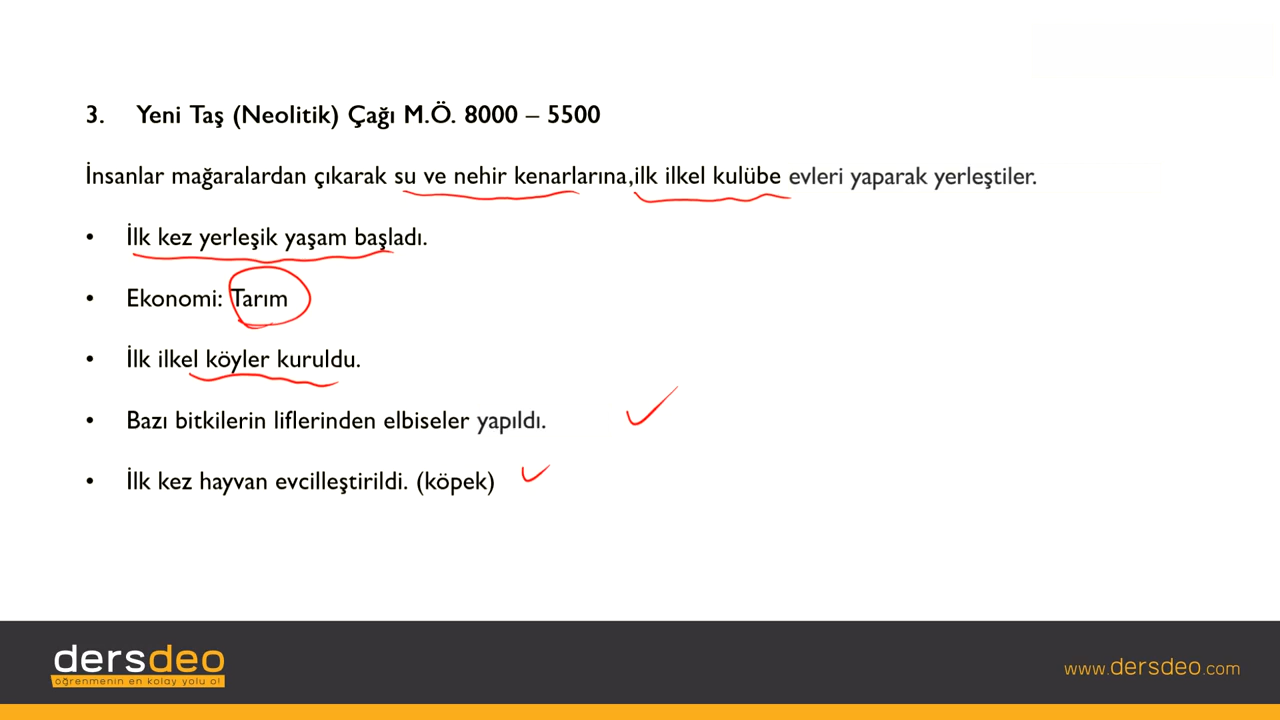 3. Yeni Taş (Neolitik) Çağı M.Ö. 8000 – 5500
İnsanlar mağaralardan çıkarak su ve nehir kenarlarına,ilk ilkel kulübe evleri yaparak yerleştiler.
• İlk kez yerleşik yaşam başladı.
• Ekonomi: Tarım
• İlk ilkel köyler kuruldu.
• Bazı bitkilerin liflerinden elbiseler yapıldı.
• İlk kez hayvan evcilleştirildi. (köpek)
dersdeo
öğrenmenin en kolay yolu o!
www.dersdeo.com